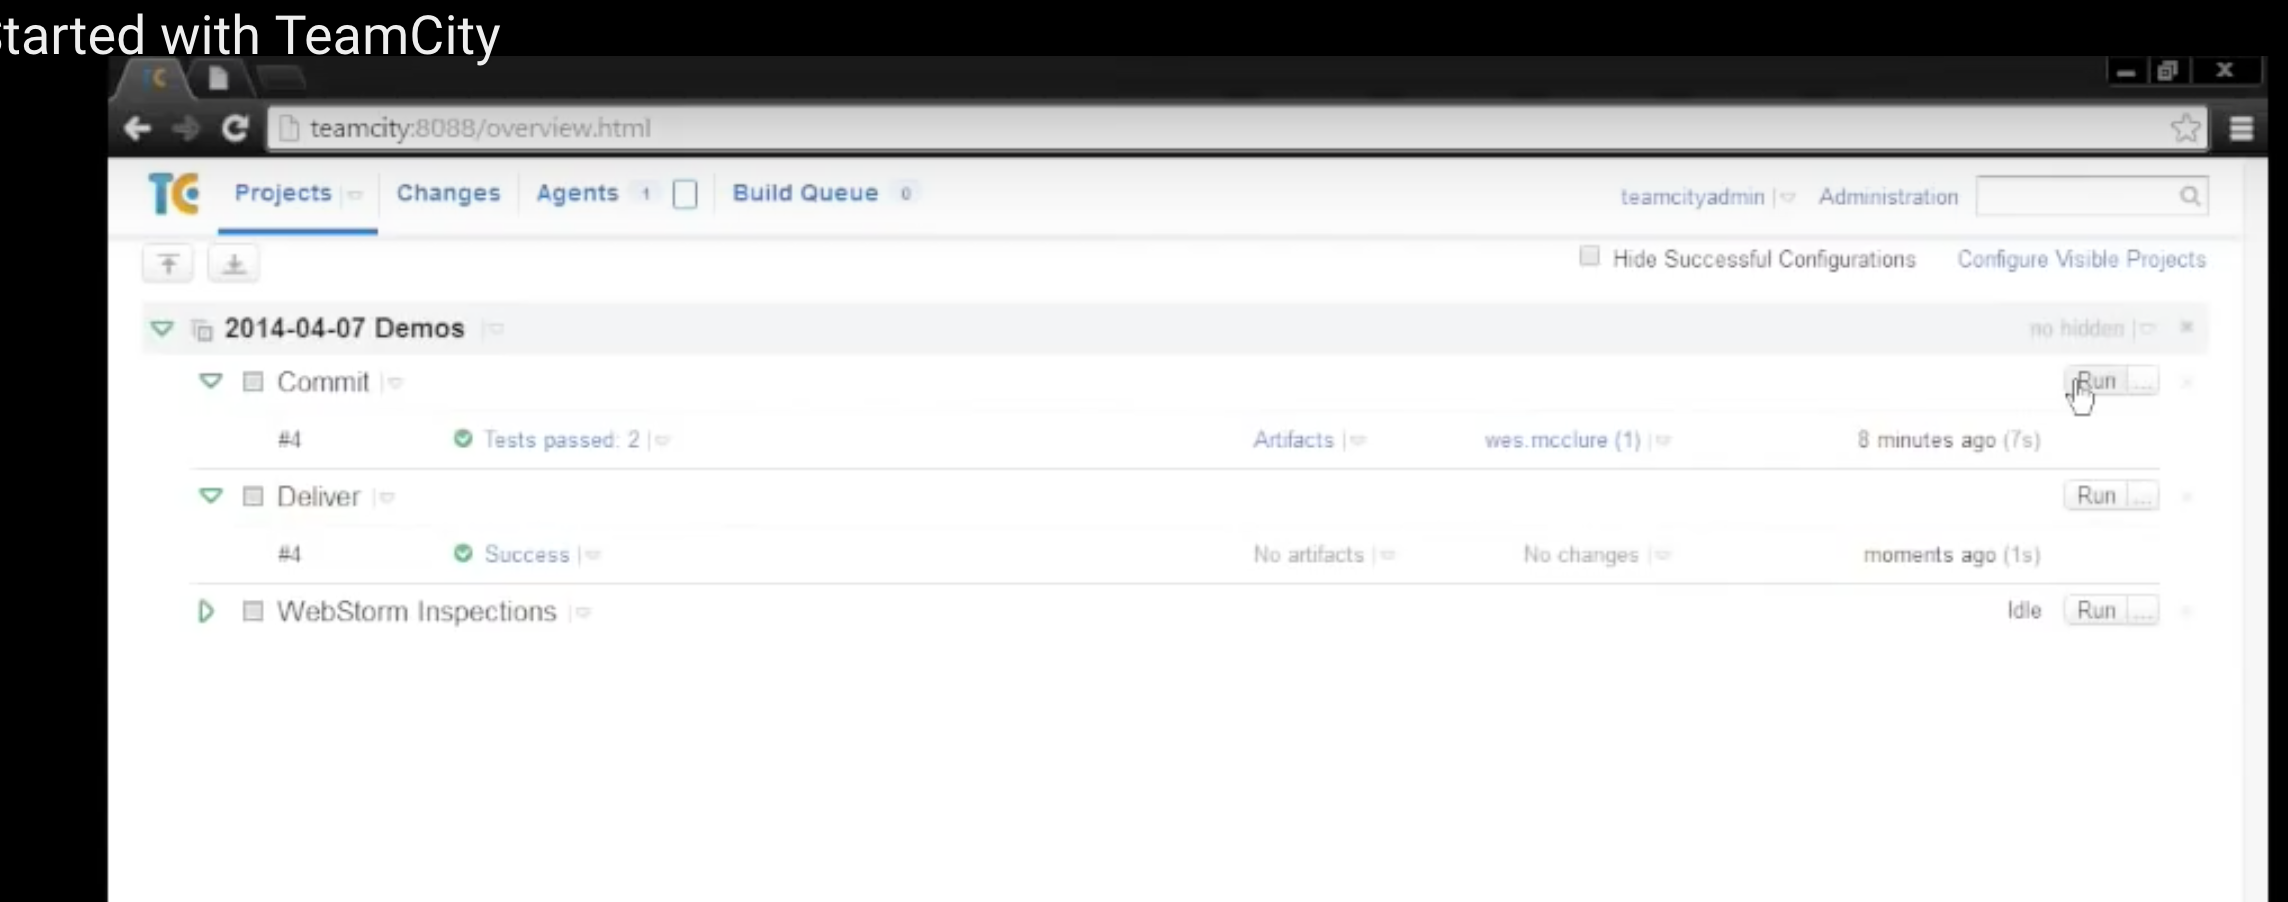 tarted with TeamCity
TC
teamcity:8088/overview.html
TC Projects Changes Agents 1 Build Queue 0 teamcityadmin Administration
Hide Successful Configurations Configure Visible Projects
2014-04-07 Demos no hidden
Commit Run ...
#4 Tests passed: 2 Artifacts wes.mcclure (1) 8 minutes ago (7s)
Deliver Run ...
#4 Success No artifacts No changes moments ago (1s)
WebStorm Inspections Idle Run ...